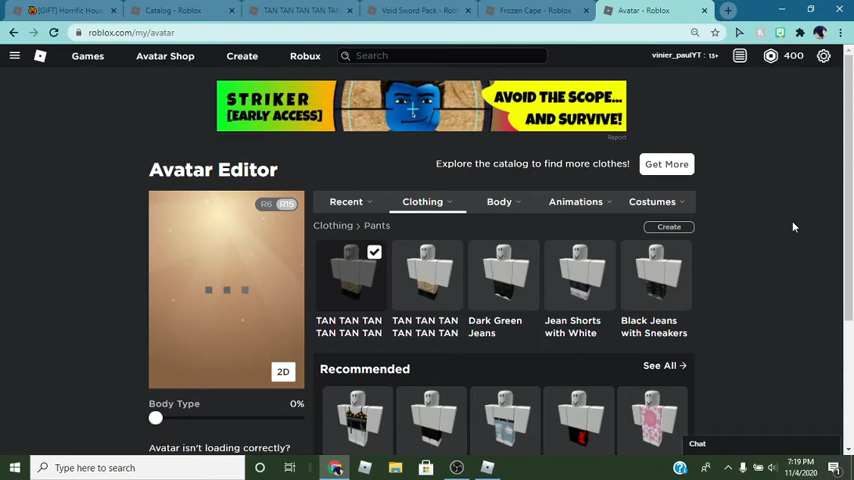 [GIFT] Horrific Hous
Catalog - Roblox
TAN TAN TAN TAN
Void Sword Pack - Rob
Frozen Cape - Roblox
Avatar - Roblox
roblox.com/my/avatar
Games
Avatar Shop
Create
Robux
Search
vinier_paulYT : 13+
400
STRIKER
[EARLY ACCESS]
AVOID THE SCOPE...
AND SURVIVE!
Report
Avatar Editor
Explore the catalog to find more clothes!
Get More
R6 R15
2D
Recent
Clothing
Body
Animations
Costumes
Clothing > Pants
Create
TAN TAN TAN
TAN TAN TAN
TAN TAN TAN
TAN TAN TAN
Dark Green
Jeans
Jean Shorts
with White
Black Jeans
with Sneakers
Recommended
See All
Body Type 0%
Avatar isn't loading correctly?
Chat
Type here to search
7:19 PM
11/4/2020